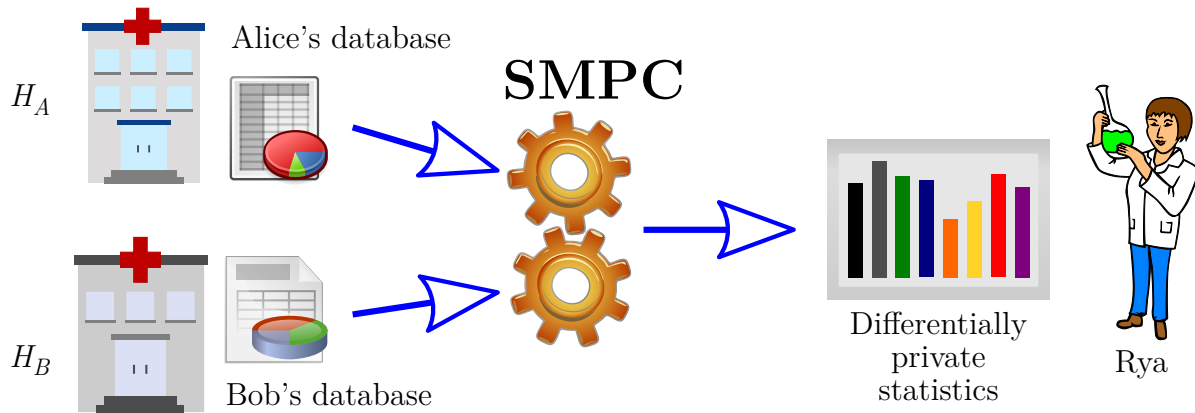 Alice's database
SMPC
H_A
Differentially
private
statistics
Rya
H_B
Bob's database